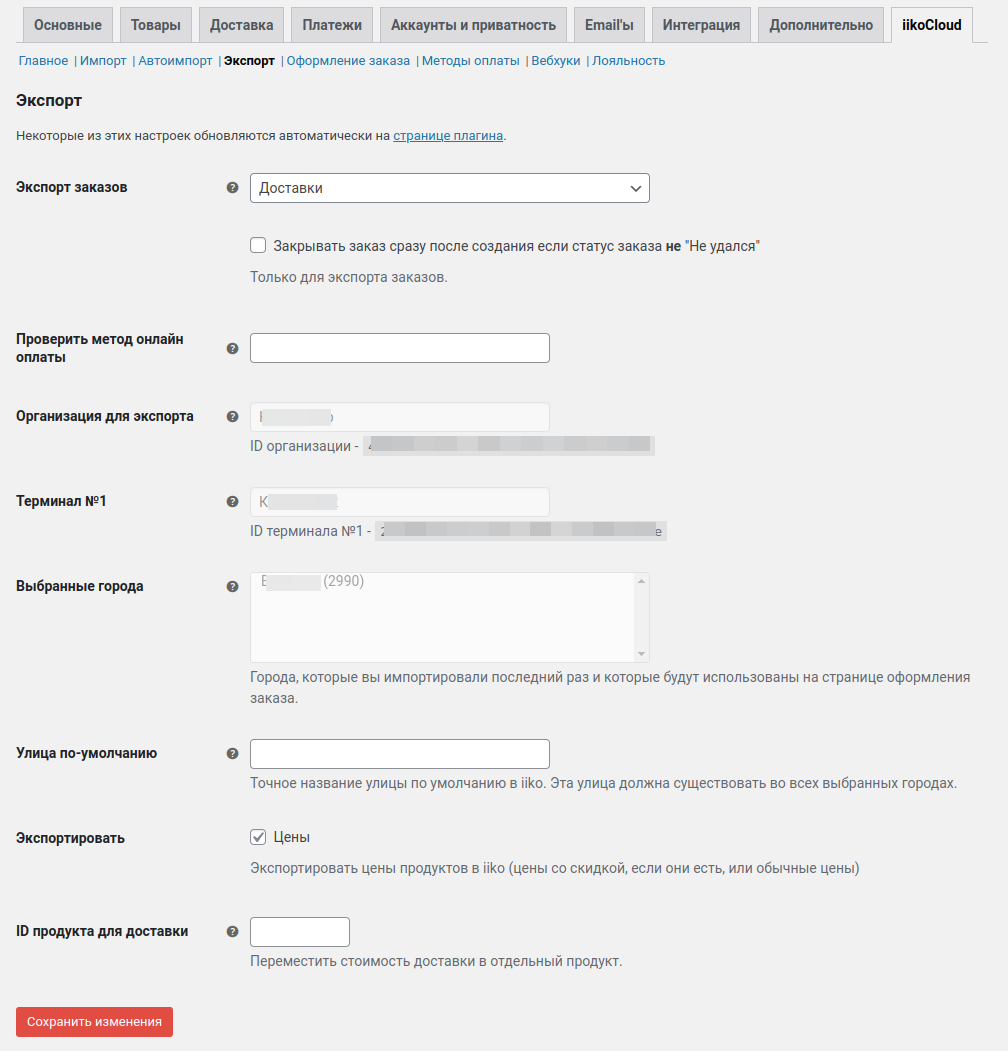 Основные Товары Доставка Платежи Аккаунты и приватность Email'ы Интеграция Дополнительно iikoCloud
Главное | Импорт | Автоимпорт | Экспорт | Оформление заказа | Методы оплаты | Вебхуки | Лояльность
Экспорт
Некоторые из этих настроек обновляются автоматически на странице плагина.
Экспорт заказов ? Доставки
Закрывать заказ сразу после создания если статус заказа не "Не удался"
Только для экспорта заказов.
Проверить метод онлайн
оплаты ?
Организация для экспорта ?
ID организации -
Терминал №1 ?
ID терминала №1 -
Выбранные города ? (2990)
Города, которые вы импортировали последний раз и которые будут использованы на странице оформления
заказа.
Улица по-умолчанию ?
Точное название улицы по умолчанию в iiko. Эта улица должна существовать во всех выбранных городах.
Экспортировать Цены
Экспортировать цены продуктов в iiko (цены со скидкой, если они есть, или обычные цены)
ID продукта для доставки ?
Переместить стоимость доставки в отдельный продукт.
Сохранить изменения